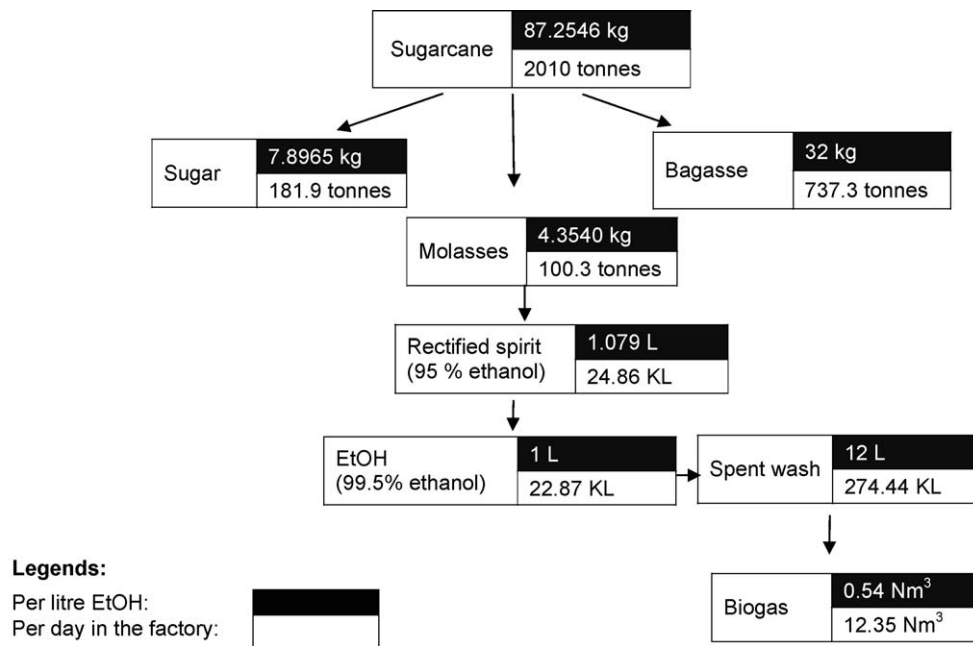 Sugarcane
87.2546 kg
2010 tonnes
Sugar
7.8965 kg
181.9 tonnes
Bagasse
32 kg
737.3 tonnes
Molasses
4.3540 kg
100.3 tonnes
Rectified spirit
(95 % ethanol)
1.079 L
24.86 KL
EtOH
(99.5% ethanol)
1 L
22.87 KL
Spent wash
12 L
274.44 KL
Biogas
0.54 Nm³
12.35 Nm³
Legends:
Per litre EtOH:
Per day in the factory: